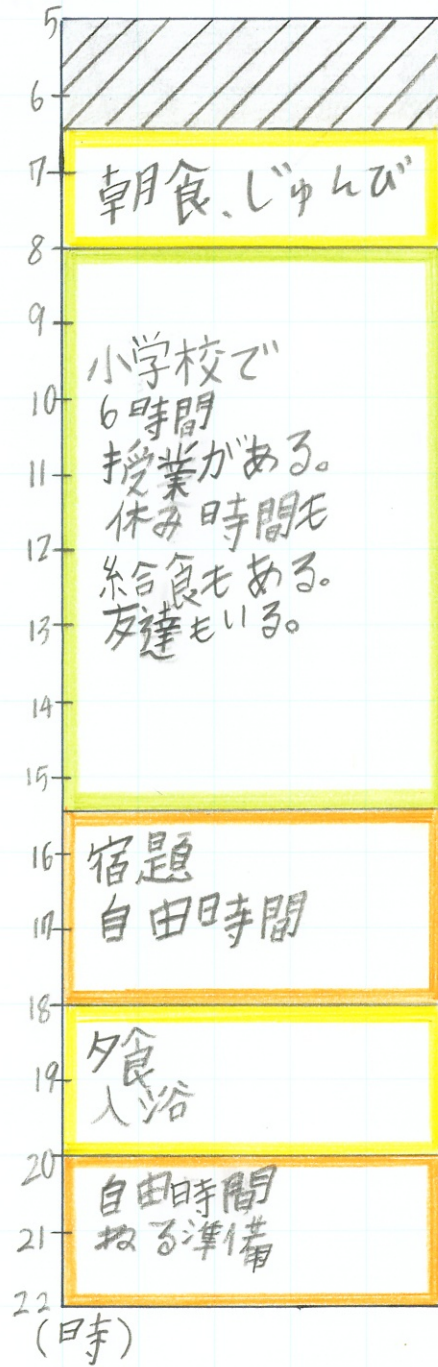 5
6
7
朝食、じゅんび
8
9
小学校で
10
6時間
11
授業がある。
休み時間も
12
給食もある。
13
友達もいる。
14
15
16
宿題
17
自由時間
18
夕食
19
入浴
20
自由時間
21
ねる準備
22
(時)